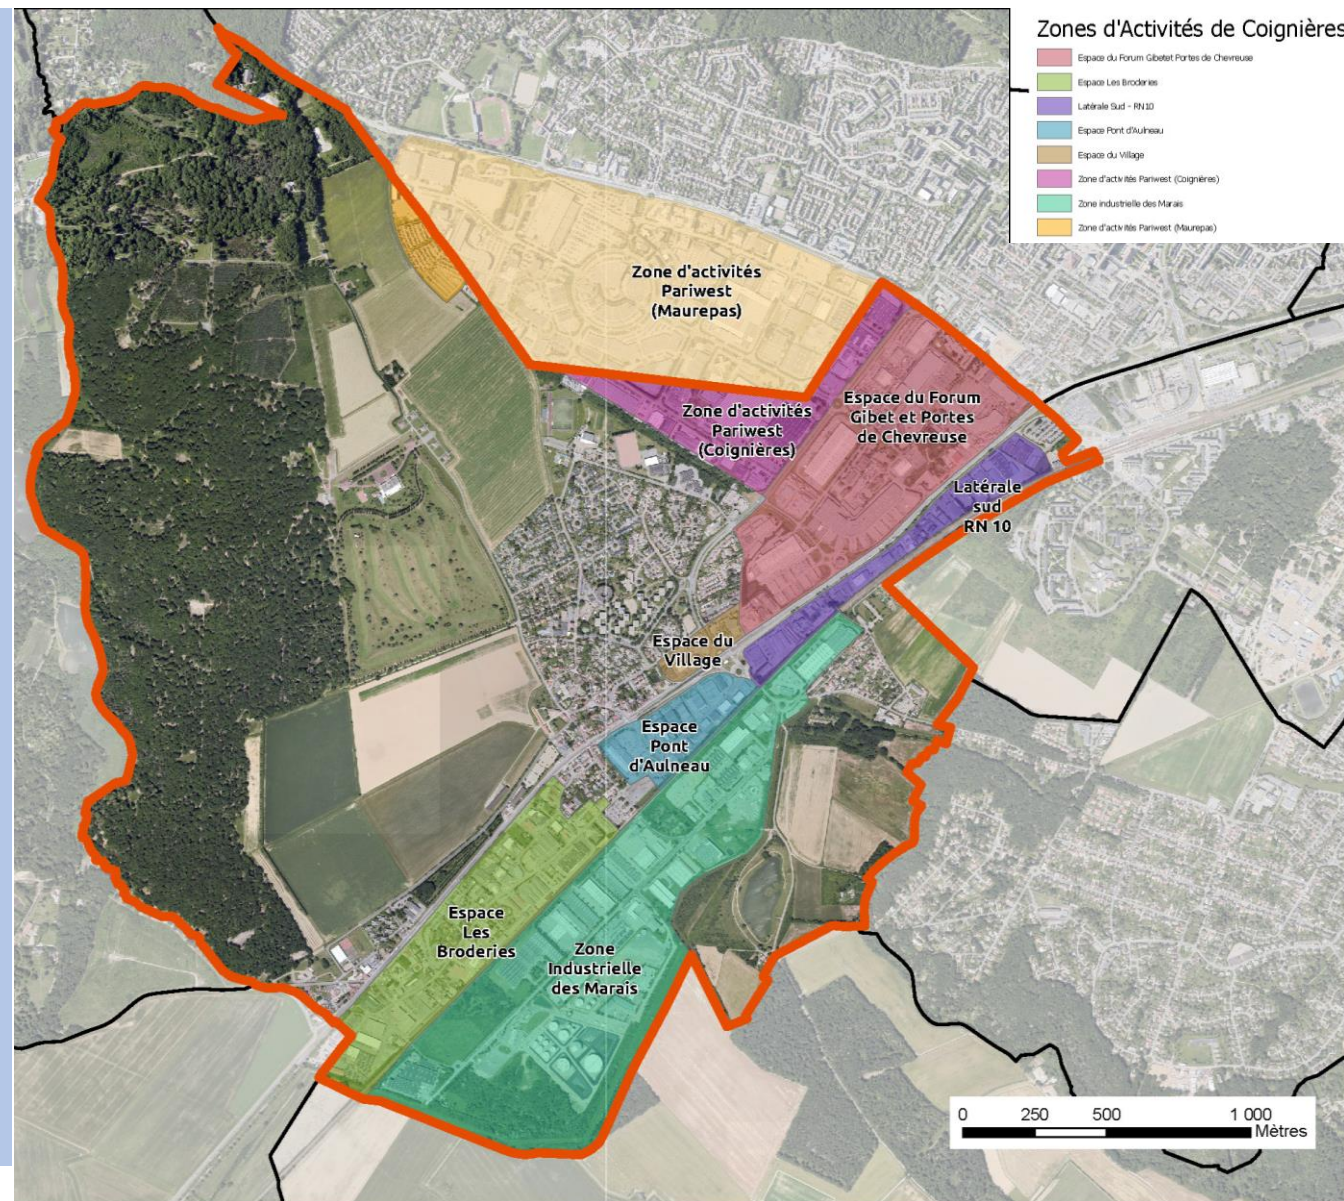 Zones d'Activités de Coignières
Espace du Forum Gibetet Portes de Chevreuse
Espace Les Broderies
Latérale Sud - RN10
Espace Pont d'Aulneau
Espace du Village
Zone d'activités Pariwest (Coignières)
Zone industrielle des Marais
Zone d'activités Pariwest (Maurepas)
Zone d'activités
Pariwest
(Maurepas)
Zone d'activités
Pariwest
(Coignières)
Espace du Forum
Gibet et Portes
de Chevreuse
Latérale
sud
RN 10
Espace du
Village
Espace
Pont
d'Aulneau
Espace
Les
Broderies
Zone
Industrielle
des Marais
0 250 500 1 000
Mètres